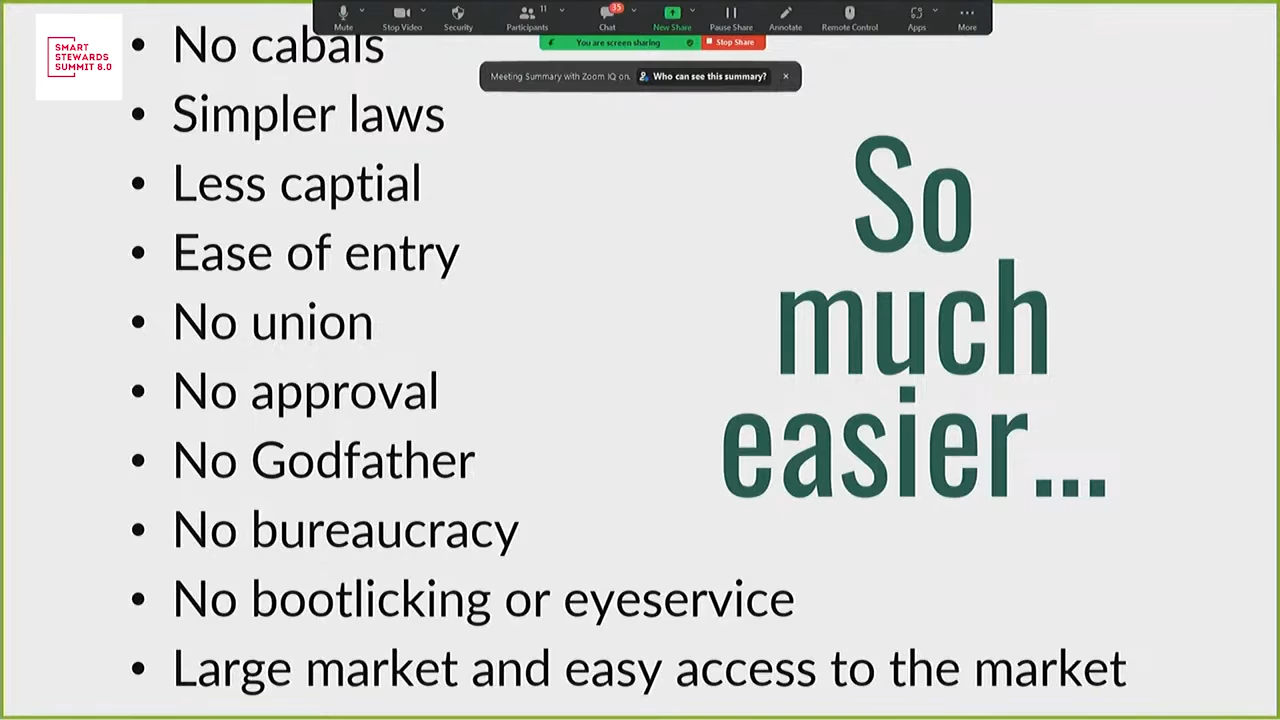 Mute
Stop Video
Security
Participants
11
Chat
35
New Share
Pause Share
Annotate
Remote Control
Apps
More
You are screen sharing
Stop Share
Meeting Summary with Zoom IQ on.
Who can see this summary?
SMART
STEWARDS
SUMMIT 8.0
• No cabals
• Simpler laws
• Less captial
• Ease of entry
• No union
• No approval
• No Godfather
• No bureaucracy
• No bootlicking or eyeservice
• Large market and easy access to the market
So
much
easier...